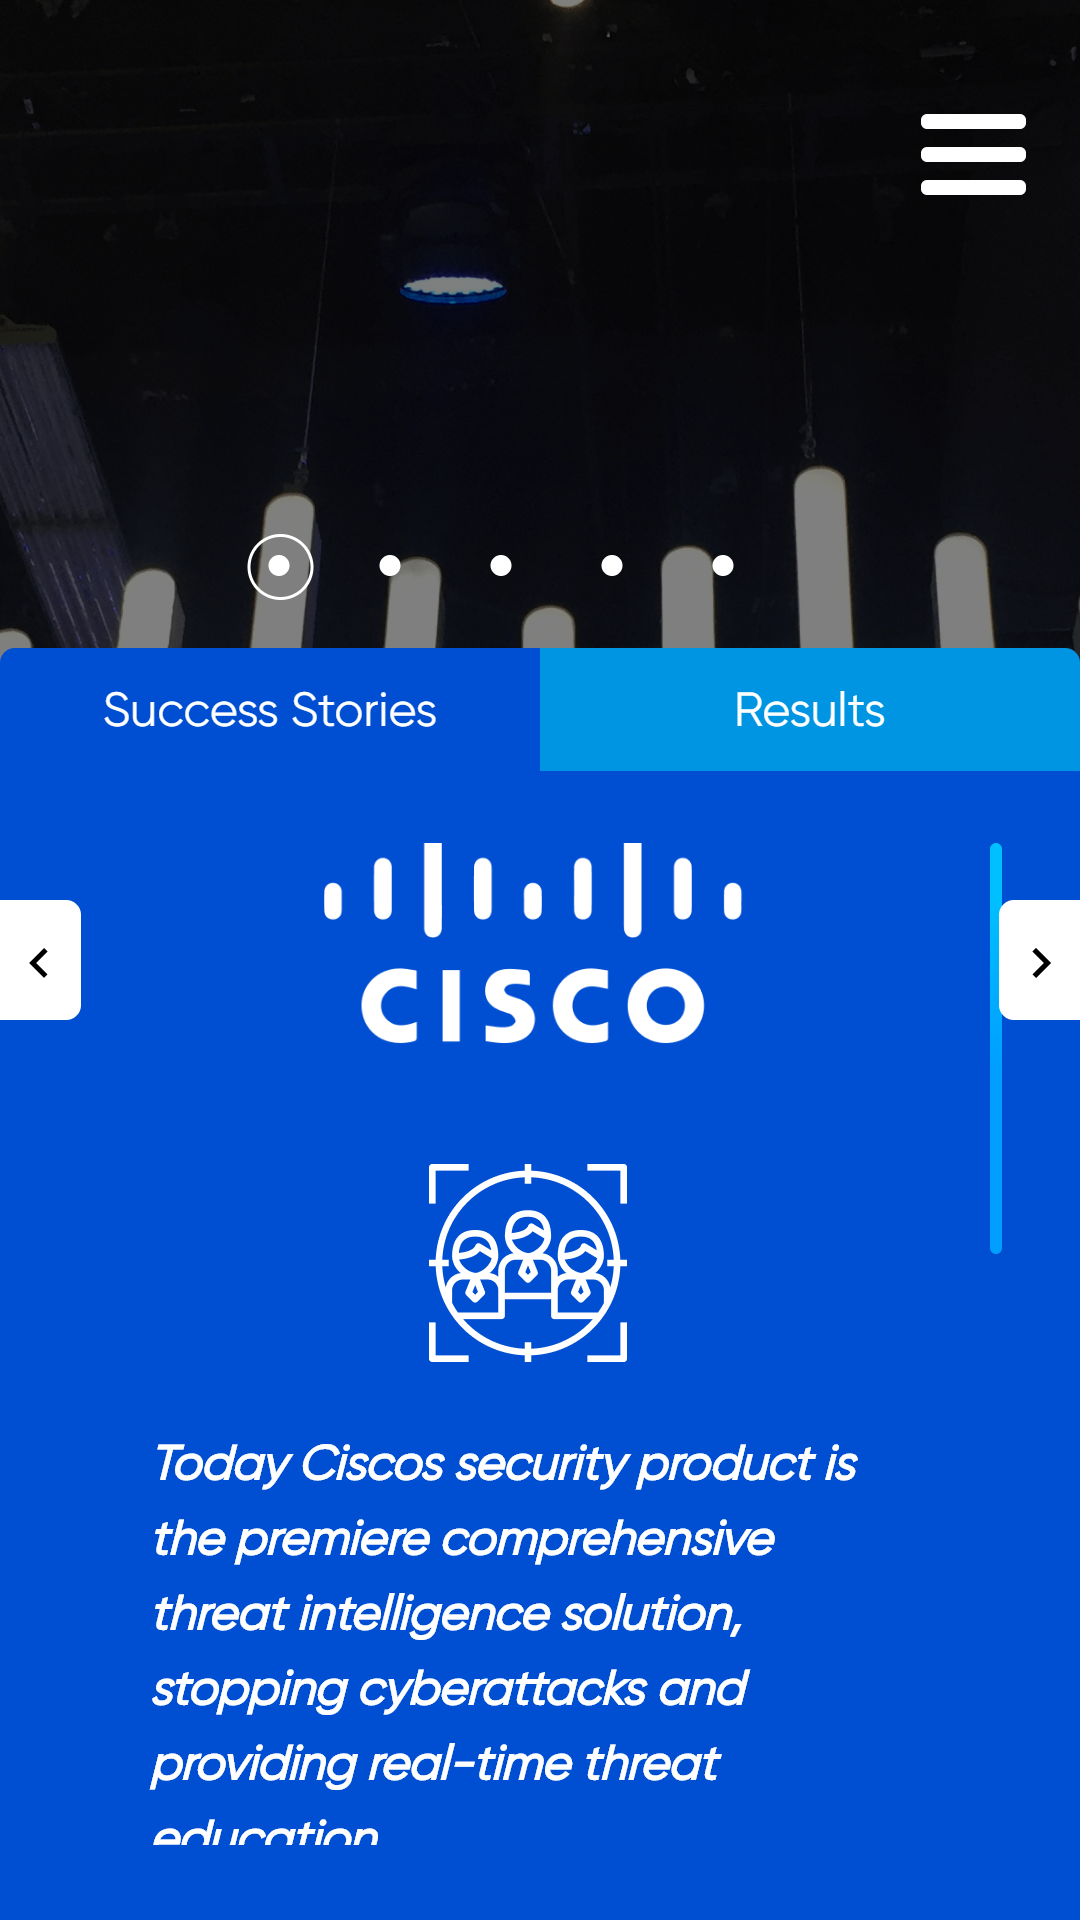 Success Stories
Results
CISCO
Today Ciscos security product is
the premiere comprehensive
threat intelligence solution,
stopping cyberattacks and
providing real-time threat
education